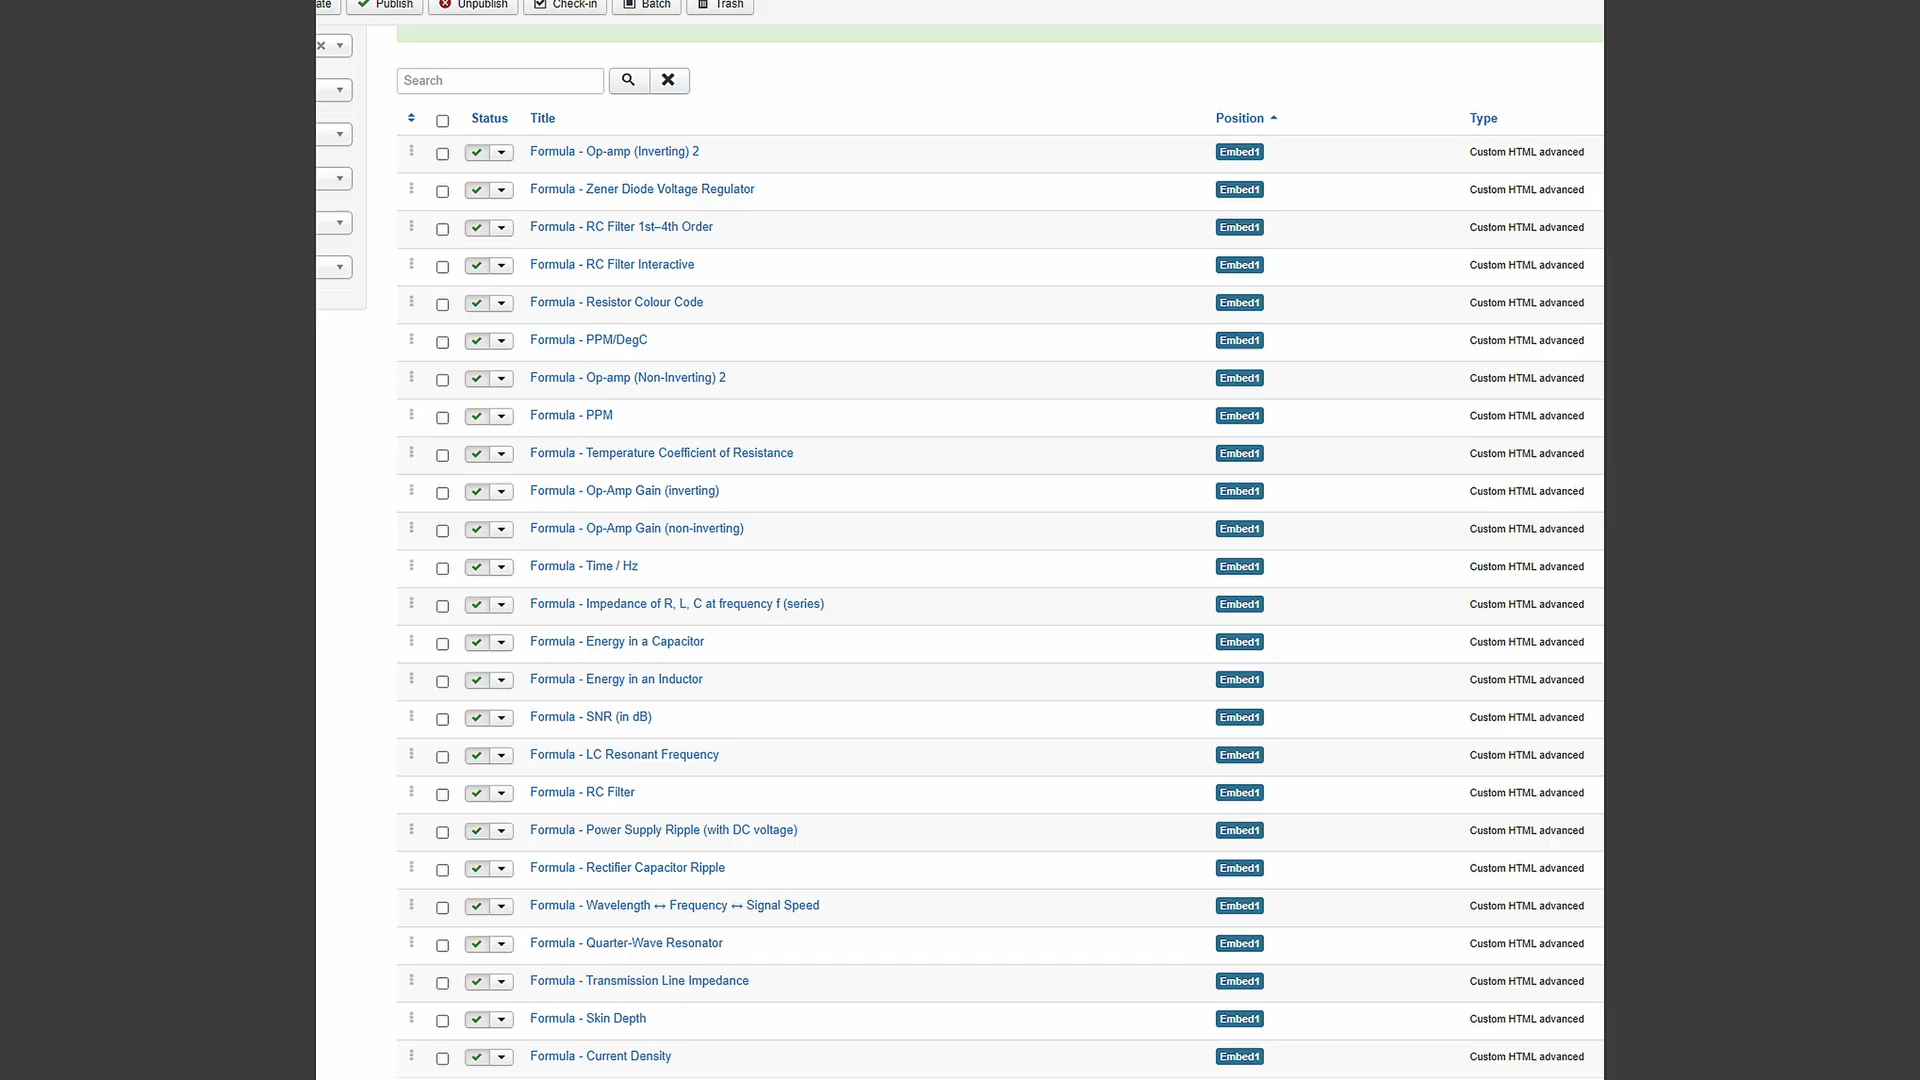 ate Publish Unpublish Check-in Batch Trash
Search
Status Title Position Type
Formula - Op-amp (Inverting) 2 Embed1 Custom HTML advanced
Formula - Zener Diode Voltage Regulator Embed1 Custom HTML advanced
Formula - RC Filter 1st–4th Order Embed1 Custom HTML advanced
Formula - RC Filter Interactive Embed1 Custom HTML advanced
Formula - Resistor Colour Code Embed1 Custom HTML advanced
Formula - PPM/DegC Embed1 Custom HTML advanced
Formula - Op-amp (Non-Inverting) 2 Embed1 Custom HTML advanced
Formula - PPM Embed1 Custom HTML advanced
Formula - Temperature Coefficient of Resistance Embed1 Custom HTML advanced
Formula - Op-Amp Gain (inverting) Embed1 Custom HTML advanced
Formula - Op-Amp Gain (non-inverting) Embed1 Custom HTML advanced
Formula - Time / Hz Embed1 Custom HTML advanced
Formula - Impedance of R, L, C at frequency f (series) Embed1 Custom HTML advanced
Formula - Energy in a Capacitor Embed1 Custom HTML advanced
Formula - Energy in an Inductor Embed1 Custom HTML advanced
Formula - SNR (in dB) Embed1 Custom HTML advanced
Formula - LC Resonant Frequency Embed1 Custom HTML advanced
Formula - RC Filter Embed1 Custom HTML advanced
Formula - Power Supply Ripple (with DC voltage) Embed1 Custom HTML advanced
Formula - Rectifier Capacitor Ripple Embed1 Custom HTML advanced
Formula - Wavelength ↔ Frequency ↔ Signal Speed Embed1 Custom HTML advanced
Formula - Quarter-Wave Resonator Embed1 Custom HTML advanced
Formula - Transmission Line Impedance Embed1 Custom HTML advanced
Formula - Skin Depth Embed1 Custom HTML advanced
Formula - Current Density Embed1 Custom HTML advanced